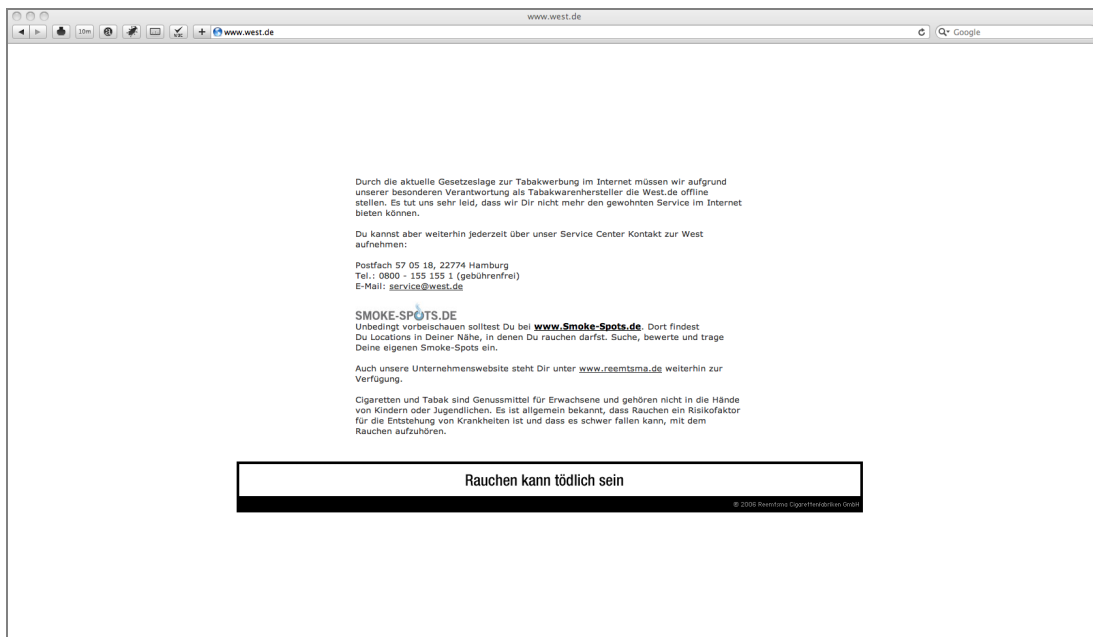 www.west.de
10m
www.west.de
Google
Durch die aktuelle Gesetzeslage zur Tabakwerbung im Internet müssen wir aufgrund
unserer besonderen Verantwortung als Tabakwarenhersteller die West.de offline
stellen. Es tut uns sehr leid, dass wir Dir nicht mehr den gewohnten Service im Internet
bieten können.
Du kannst aber weiterhin jederzeit über unser Service Center Kontakt zur West
aufnehmen:
Postfach 57 05 18, 22774 Hamburg
Tel.: 0800 - 155 155 1 (gebührenfrei)
E-Mail: service@west.de
SMOKE-SPOTS.DE
Unbedingt vorbeischauen solltest Du bei www.Smoke-Spots.de. Dort findest
Du Locations in Deiner Nähe, in denen Du rauchen darfst. Suche, bewerte und trage
Deine eigenen Smoke-Spots ein.
Auch unsere Unternehmenswebsite steht Dir unter www.reemtsma.de weiterhin zur
Verfügung.
Cigaretten und Tabak sind Genussmittel für Erwachsene und gehören nicht in die Hände
von Kindern oder Jugendlichen. Es ist allgemein bekannt, dass Rauchen ein Risikofaktor
für die Entstehung von Krankheiten ist und dass es schwer fallen kann, mit dem
Rauchen aufzuhören.
Rauchen kann tödlich sein
© 2006 Reemtsma Cigarettenfabriken GmbH